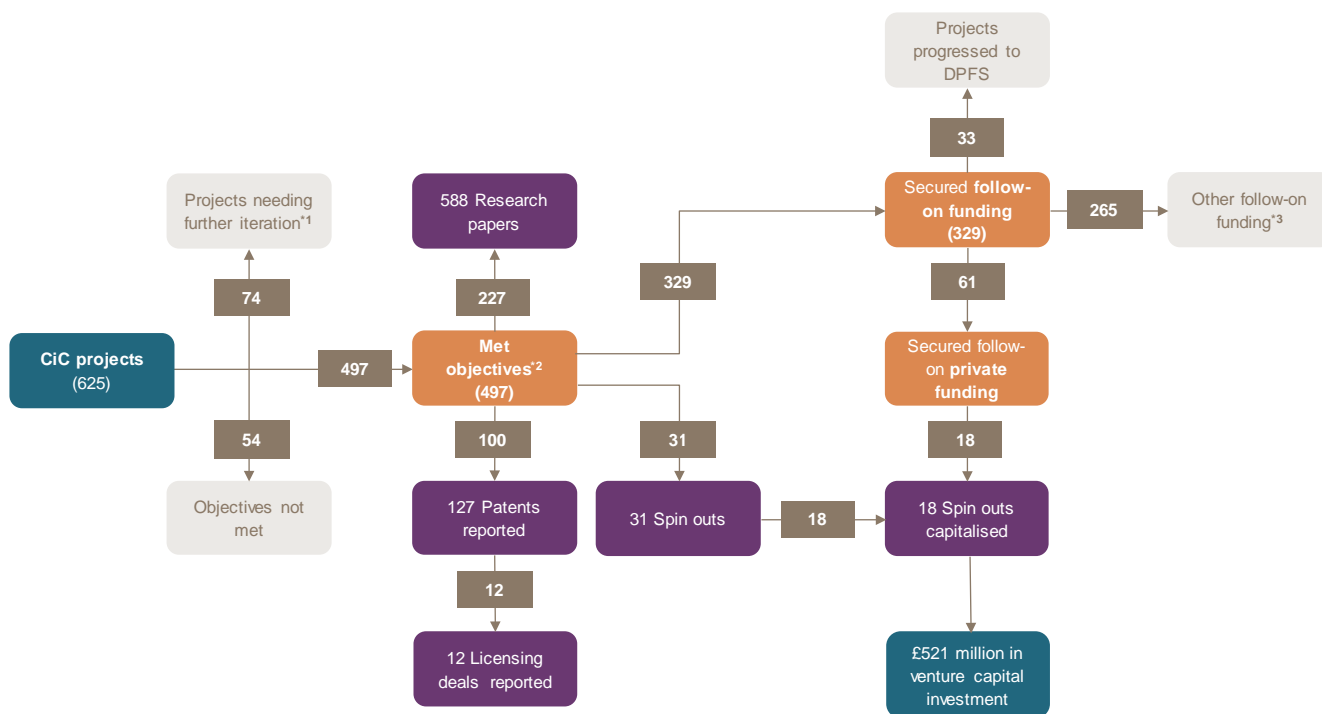 Projects
progressed to
DPFS
33
Projects needing
further iteration*1
588 Research
papers
Secured follow-
on funding
(329)
265
Other follow-on
funding*3
74
227
329
61
CiC projects
(625)
497
Met
objectives*2
(497)
Secured follow-
on private
funding
54
100
31
18
Objectives not
met
127 Patents
reported
31 Spin outs
18
18 Spin outs
capitalised
12
12 Licensing
deals reported
£521 million in
venture capital
investment